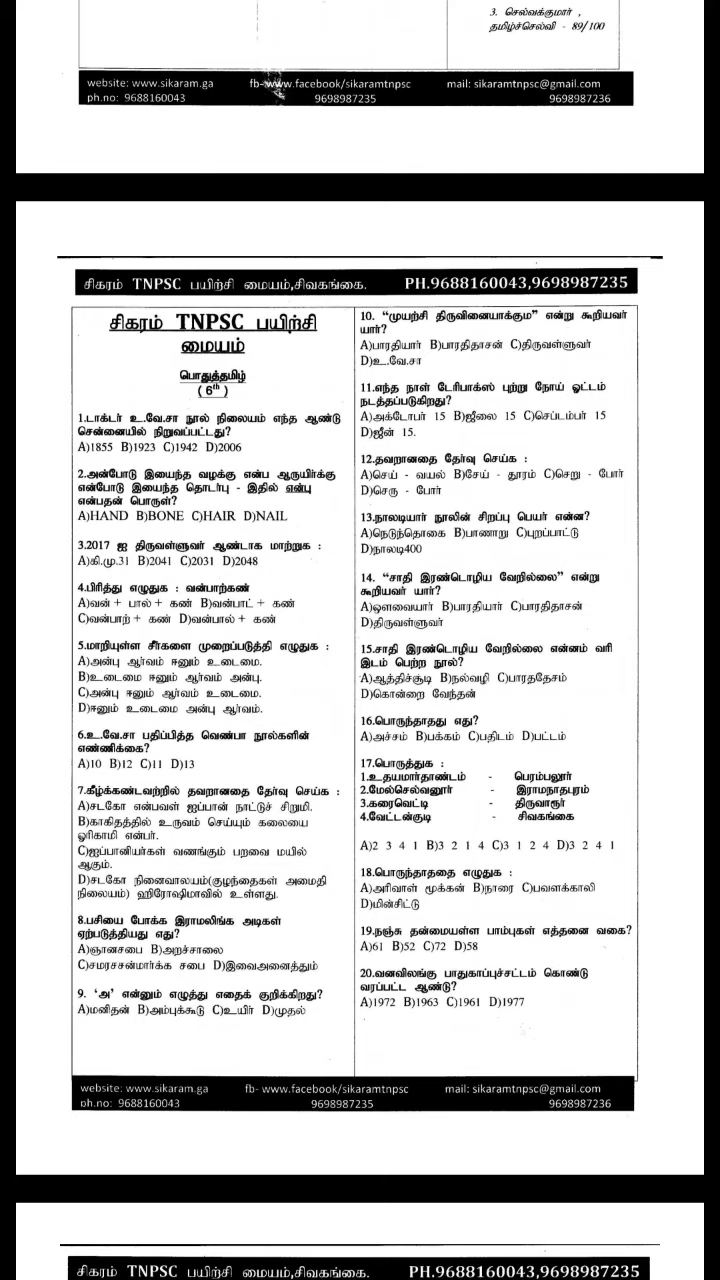 3. செல்வக்குமார் ,
தமிழ்ச்செல்வி - 89/100
website: www.sikaram.ga fb-www.facebook/sikaramtnpsc mail: sikaramtnpsc@gmail.com
ph.no: 9688160043 9698987235 9698987236
சிகரம் TNPSC பயிற்சி மையம்,சிவகங்கை. PH.9688160043,9698987235
சிகரம் TNPSC பயிற்சி
மையம்
பொதுத்தமிழ்
( 6th )
1.டாக்டர் உ.வே.சா நூல் நிலையம் எந்த ஆண்டு
சென்னையில் நிறுவப்பட்டது?
A)1855 B)1923 C)1942 D)2006
2.அன்போடு இயைந்த வழக்கு என்ப ஆருயிர்க்கு
என்போடு இயைந்த தொடர்பு - இதில் என்பு
என்பதன் பொருள்?
A)HAND B)BONE C)HAIR D)NAIL
3.2017 ஐ திருவள்ளுவர் ஆண்டாக மாற்றுக :
A)கி.மு.31 B)2041 C)2031 D)2048
4.பிரித்து எழுதுக : வன்பாற்கண்
A)வன் + பால் + கண் B)வன்பாட் + கண்
C)வன்பாற் + கண் D)வன்பால் + கண்
5.மாறியுள்ள சீர்களை முறைப்படுத்தி எழுதுக :
A)அன்பு ஆர்வம் ஈனும் உடைமை.
B)உடைமை ஈனும் ஆர்வம் அன்பு.
C)அன்பு ஈனும் ஆர்வம் உடைமை.
D)ஈனும் உடைமை அன்பு ஆர்வம்.
6.உ.வே.சா பதிப்பித்த வெண்பா நூல்களின்
எண்ணிக்கை?
A)10 B)12 C)11 D)13
7.கீழ்க்கண்டவற்றில் தவறானதை தேர்வு செய்க :
A)சடகோ என்பவள் ஐப்பான் நாட்டுச் சிறுமி.
B)காகிதத்தில் உருவம் செய்யும் கலையை
ஓரிகாமி என்பர்.
C)ஐப்பானியர்கள் வணங்கும் பறவை மயில்
ஆகும்.
D)சடகோ நினைவாலயம்(குழந்தைகள் அமைதி
நிலையம்) ஹிரோஷிமாவில் உள்ளது.
8.பசியை போக்க இராமலிங்க அடிகள்
ஏற்படுத்தியது எது?
A)ஞானசபை B)அறச்சாலை
C)சமரசசன்மார்க்க சபை D)இவைஅனைத்தும்
9. ‘அ’ என்னும் எழுத்து எதைக் குறிக்கிறது?
A)மனிதன் B)அம்புக்கூடு C)உயிர் D)முதல்
10. “முயற்சி திருவினையாக்கும” என்று கூறியவர்
யார்?
A)பாரதியார் B)பாரதிதாசன் C)திருவள்ளுவர்
D)உ.வே.சா
11.எந்த நாள் டேரிபாக்ஸ் புற்று நோய் ஓட்டம்
நடத்தப்படுகிறது?
A)அக்டோபர் 15 B)ஜீலை 15 C)செப்டம்பர் 15
D)ஜீன் 15.
12.தவறானதை தேர்வு செய்க :
A)செய் - வயல் B)சேய் - தூரம் C)செறு - போர்
D)செரு - போர்
13.நாலடியார் நூலின் சிறப்பு பெயர் என்ன?
A)நெடுந்தொகை B)பாணாறு C)புறப்பாட்டு
D)நாலடி400
14. “சாதி இரண்டொழிய வேறில்லை” என்று
கூறியவர் யார்?
A)ஔவையார் B)பாரதியார் C)பாரதிதாசன்
D)திருவள்ளுவர்
15.சாதி இரண்டொழிய வேறில்லை என்னம் வரி
இடம் பெற்ற நூல்?
A)ஆத்திச்சூடி B)நல்வழி C)பாரததேசம்
D)கொன்றை வேந்தன்
16.பொருந்தாதது எது?
A)அச்சம் B)பக்கம் C)பதிடம் D)பட்டம்
17.பொருத்துக :
1.உதயமார்தாண்டம் - பெரம்பலூர்
2.மேல்செல்வனூர் - இராமநாதபுரம்
3.கரைவெட்டி - திருவாரூர்
4.வேட்டன்குடி - சிவகங்கை
A)2 3 4 1 B)3 2 1 4 C)3 1 2 4 D)3 2 4 1
18.பொருந்தாததை எழுதுக :
A)அரிவாள் மூக்கன் B)நாரை C)பவளக்காலி
D)மின்சிட்டு
19.நஞ்சு தன்மையள்ள பாம்புகள் எத்தனை வகை?
A)61 B)52 C)72 D)58
20.வனவிலங்கு பாதுகாப்புச்சட்டம் கொண்டு
வரப்பட்ட ஆண்டு?
A)1972 B)1963 C)1961 D)1977
website: www.sikaram.ga fb- www.facebook/sikaramtnpsc mail: sikaramtnpsc@gmail.com
ph.no: 9688160043 9698987235 9698987236
சிகரம் TNPSC பயிற்சி மையம்,சிவகங்கை. PH.9688160043,9698987235